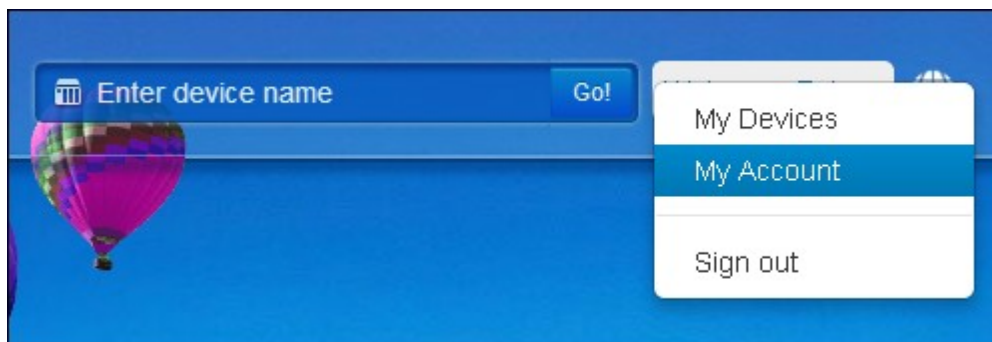 Enter device name
Go!
My Devices
My Account
Sign out